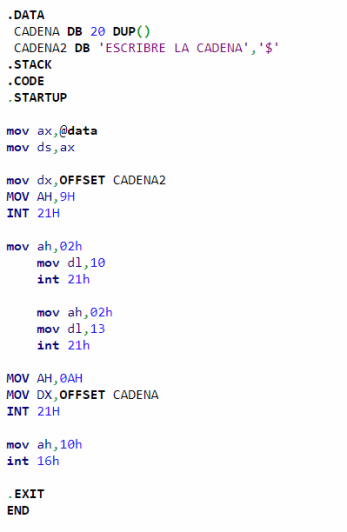 .DATA
CADENA DB 20 DUP()
CADENA2 DB 'ESCRIBRE LA CADENA','$'
.STACK
.CODE
.STARTUP
mov ax,@data
mov ds,ax
mov dx,OFFSET CADENA2
MOV AH,9H
INT 21H
mov ah,02h
mov dl,10
int 21h
mov ah,02h
mov dl,13
int 21h
MOV AH,0AH
MOV DX,OFFSET CADENA
INT 21H
mov ah,10h
int 16h
.EXIT
END